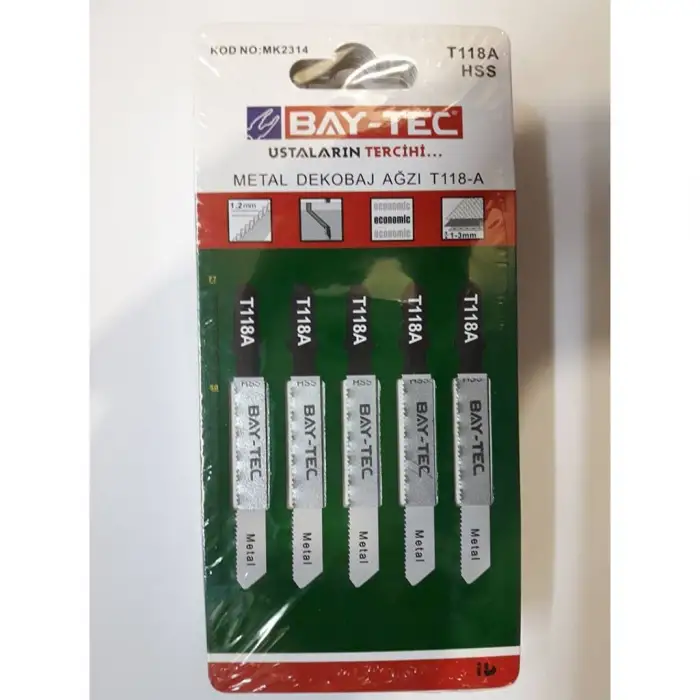 KOD NO:MK2314
T118A
HSS
BAY-TEC
USTALARIN TERCİHİ...
METAL DEKOBAJ AĞZI T118-A
1.2mm
economic
economic
economic
1-3mm
T118A
T118A
T118A
T118A
T118A
HSS
HSS
HSS
HSS
HSS
BAY-TEC
BAY-TEC
BAY-TEC
BAY-TEC
BAY-TEC
Metal
Metal
Metal
Metal
Metal